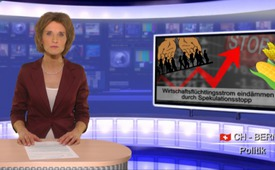 STOP
Wirtschaftsflüchtlingsstrom eindämmen
durch Spekulationsstopp
CH - BER
Politik